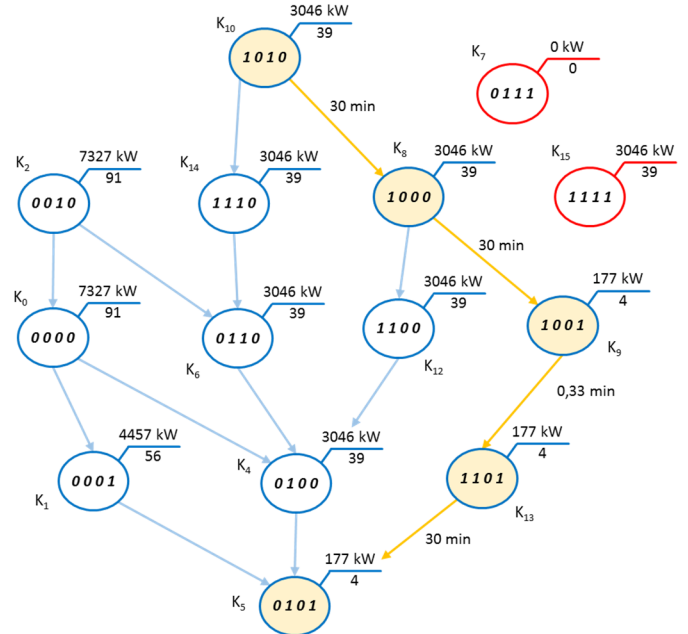 K10
3046 kW
39
1010
K7
0 kW
0
0111
30 min
K2
7327 kW
91
0010
K14
3046 kW
39
1110
K8
3046 kW
39
1000
K15
3046 kW
39
1111
30 min
K0
7327 kW
91
0000
3046 kW
39
0110
K6
3046 kW
39
1100
K12
177 kW
4
1001
K9
0,33 min
4457 kW
56
0001
K1
K4
3046 kW
39
0100
177 kW
4
1101
K13
30 min
K5
177 kW
4
0101